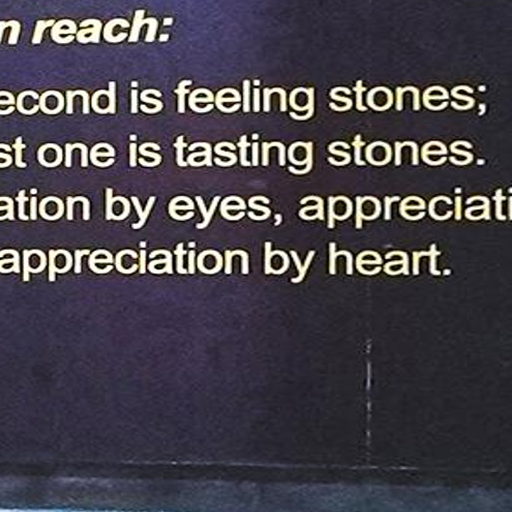 n reach:
econd is feeling stones;
st one is tasting stones.
ation by eyes, appreciati
appreciation by heart.